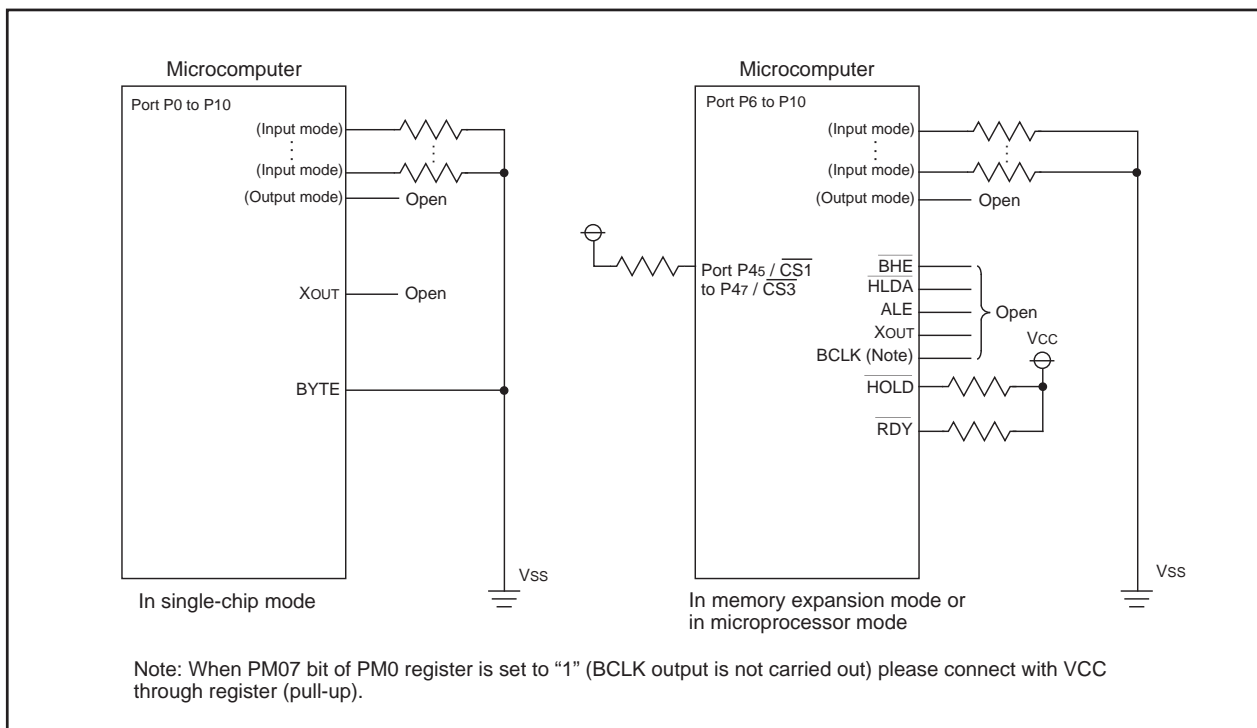 Microcomputer
Port P0 to P10
(Input mode)
(Input mode)
(Output mode)
Open
XOUT
Open
BYTE
VSS
In single-chip mode
Microcomputer
Port P6 to P10
(Input mode)
(Input mode)
(Output mode)
Open
Port P45 / CS1
to P47 / CS3
BHE
HLDA
ALE
XOUT
BCLK (Note)
Open
VCC
HOLD
RDY
VSS
In memory expansion mode or
in microprocessor mode
Note: When PM07 bit of PM0 register is set to “1” (BCLK output is not carried out) please connect with VCC
through register (pull-up).